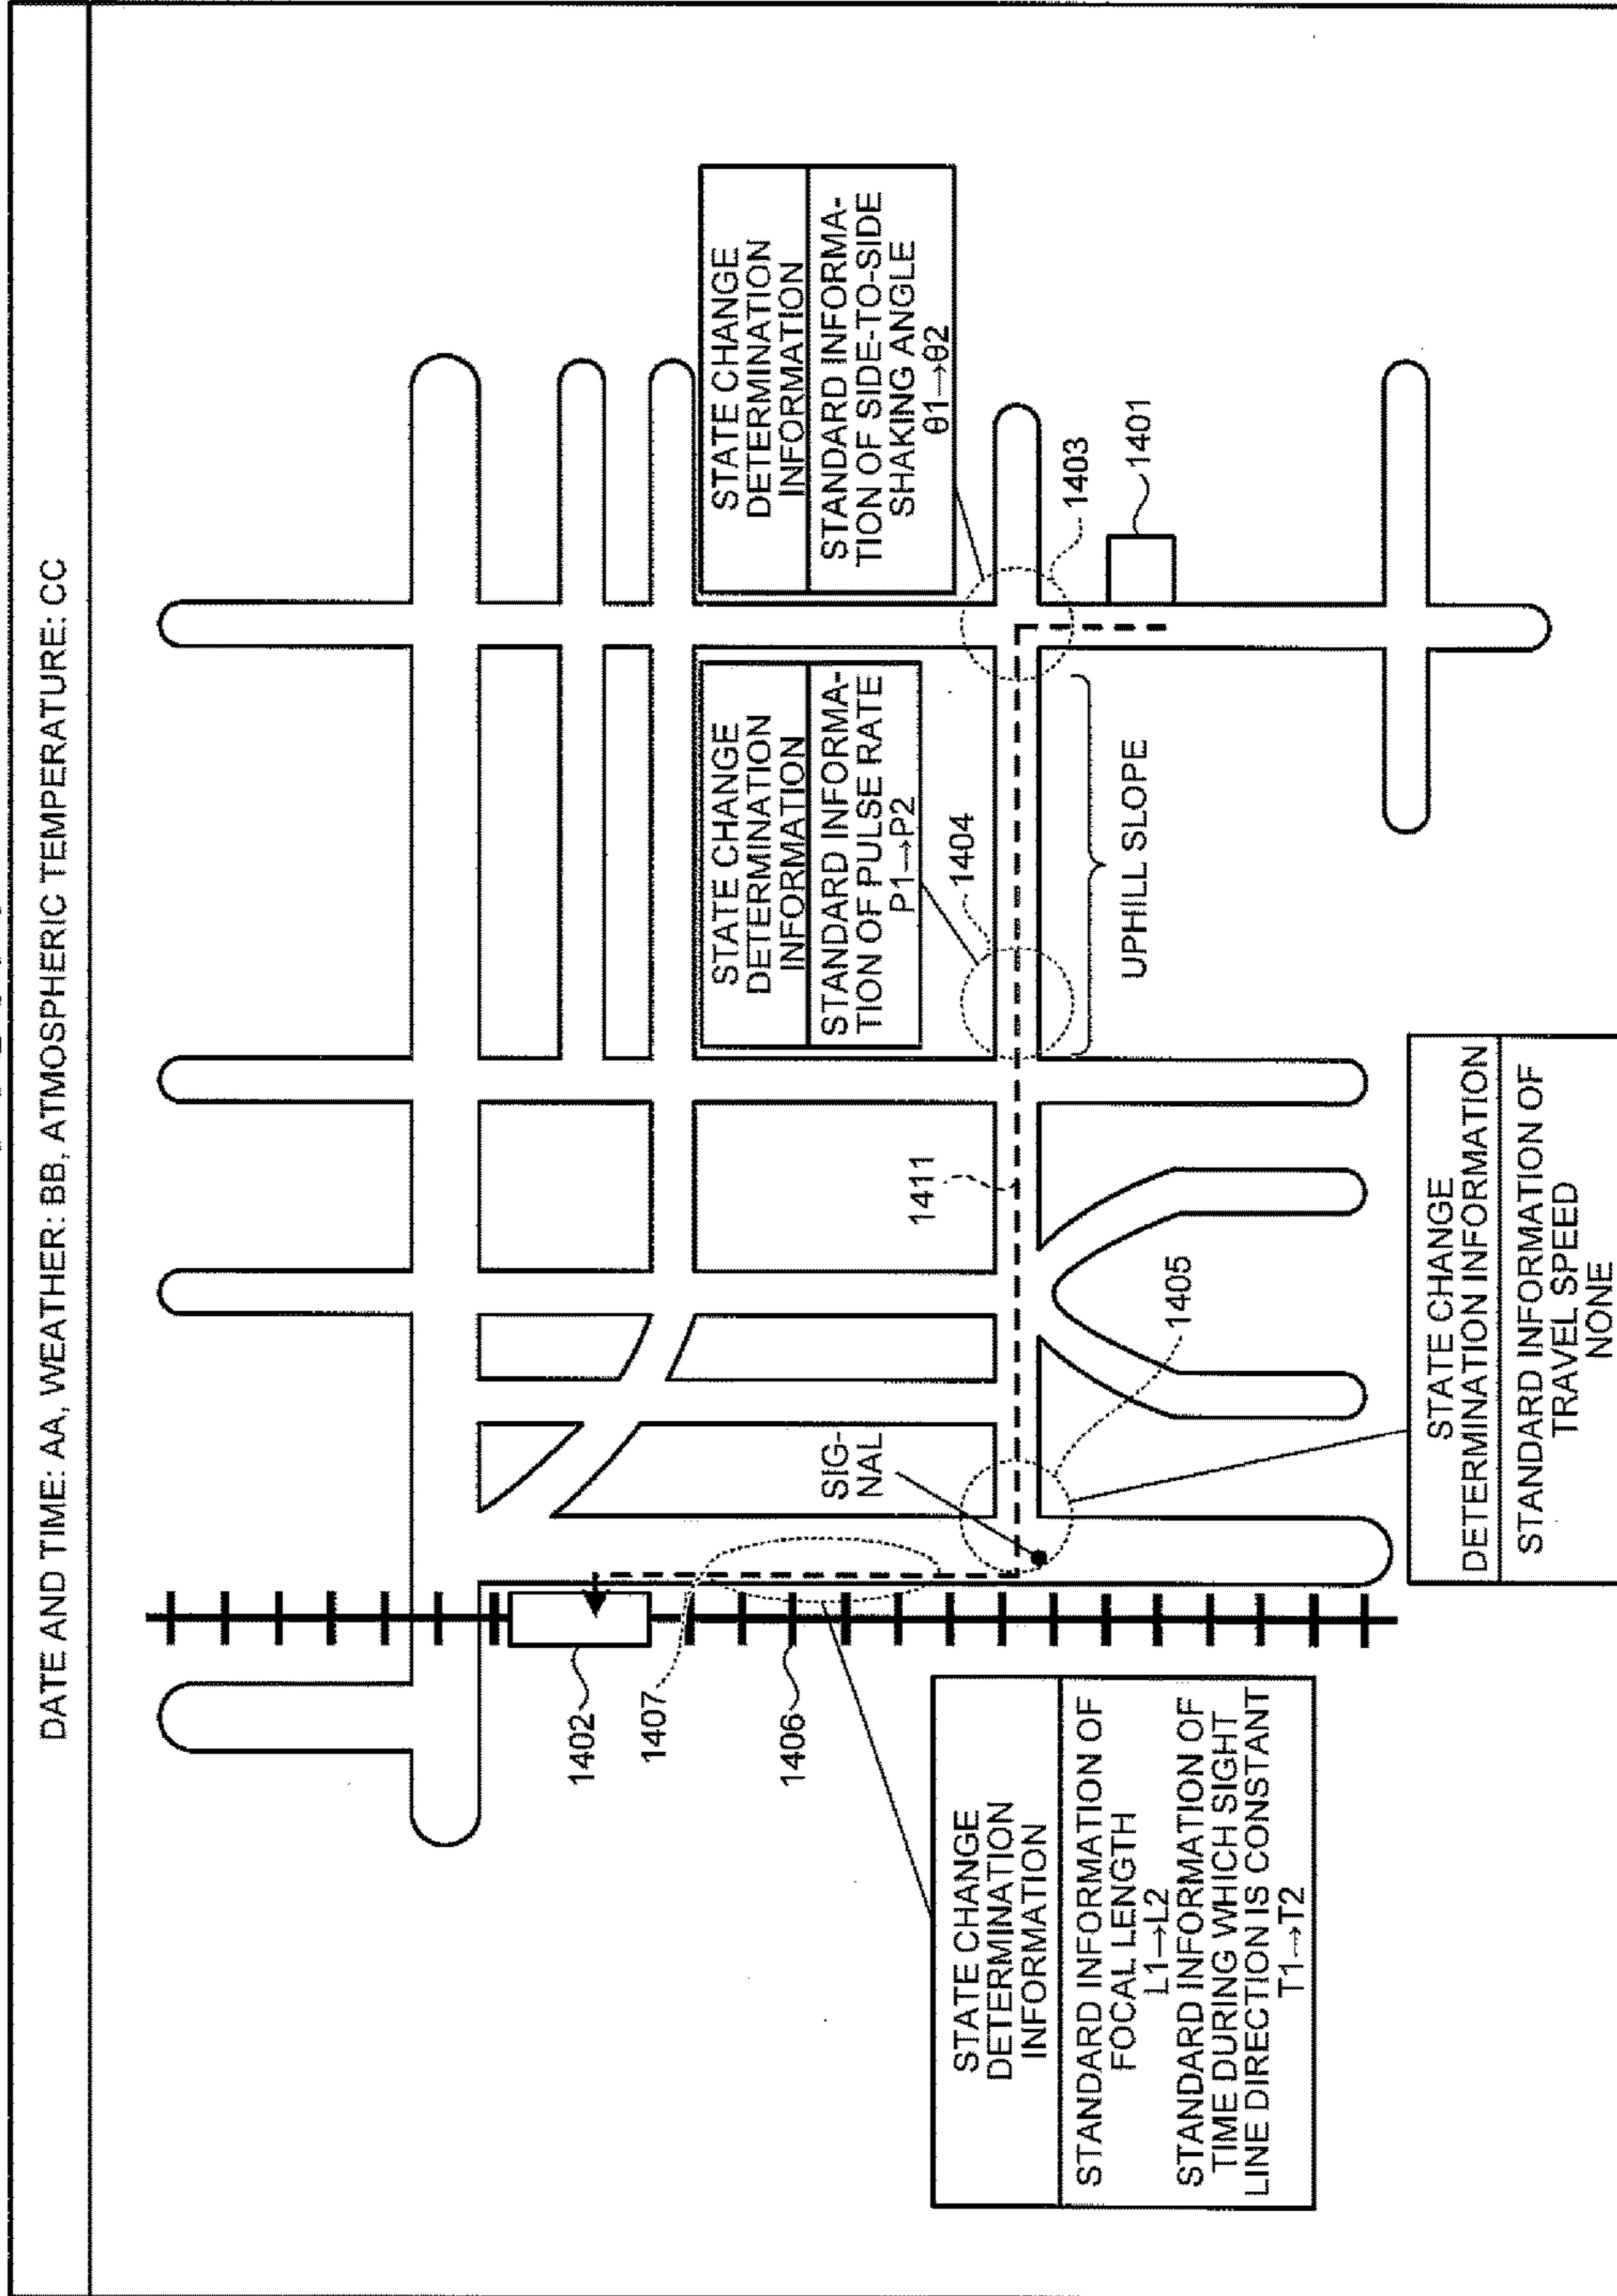 DATE AND TIME: AA, WEATHER: BB, ATMOSPHERIC TEMPERATURE: CC
STATE CHANGE
DETERMINATION
INFORMATION
STANDARD INFORMA-
TION OF SIDE-TO-SIDE
SHAKING ANGLE
θ1→θ2
STATE CHANGE
DETERMINATION
INFORMATION
STANDARD INFORMA-
TION OF PULSE RATE
P1→P2
1404
1403
1401
UPHILL SLOPE
1411
SIG-
NAL
1405
1402
1407
1406
STATE CHANGE
DETERMINATION
INFORMATION
STANDARD INFORMATION OF
FOCAL LENGTH
L1→L2
STANDARD INFORMATION OF
TIME DURING WHICH SIGHT
LINE DIRECTION IS CONSTANT
T1→T2
STATE CHANGE
DETERMINATION INFORMATION
STANDARD INFORMATION OF
TRAVEL SPEED
NONE